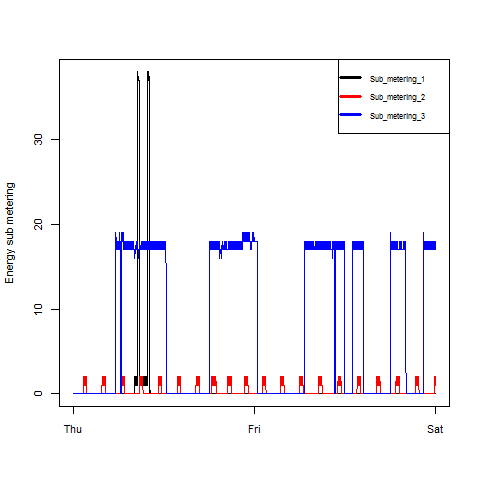 Sub_metering_1
Sub_metering_2
Sub_metering_3
Energy sub metering
30
20
10
0
Thu
Fri
Sat